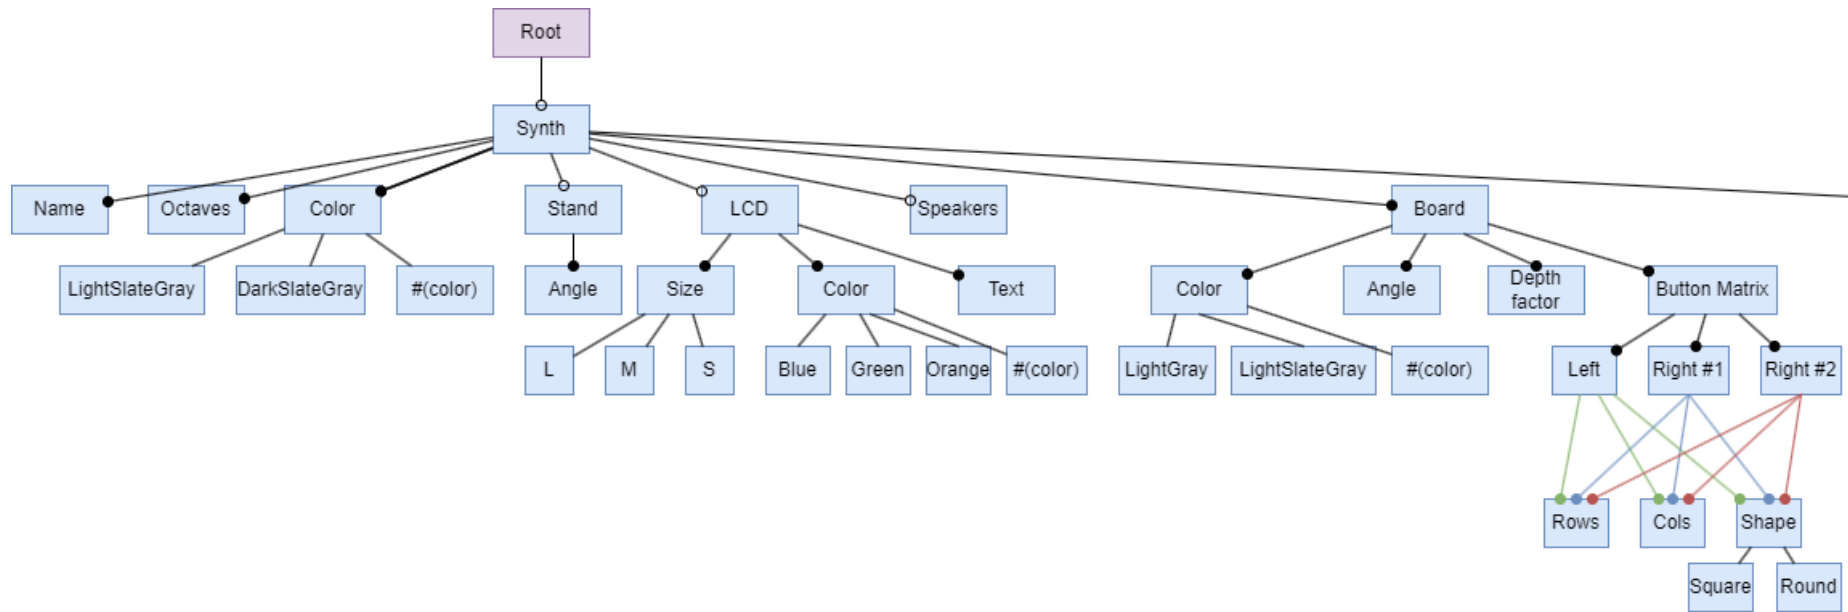 Root
Synth
Name
Octaves
Color
Stand
LCD
Speakers
Board
LightSlateGray
DarkSlateGray
#(color)
Angle
Size
Color
Text
Color
Angle
Depth
factor
Button Matrix
L
M
S
Blue
Green
Orange
#(color)
LightGray
LightSlateGray
#(color)
Left
Right #1
Right #2
Rows
Cols
Shape
Square
Round